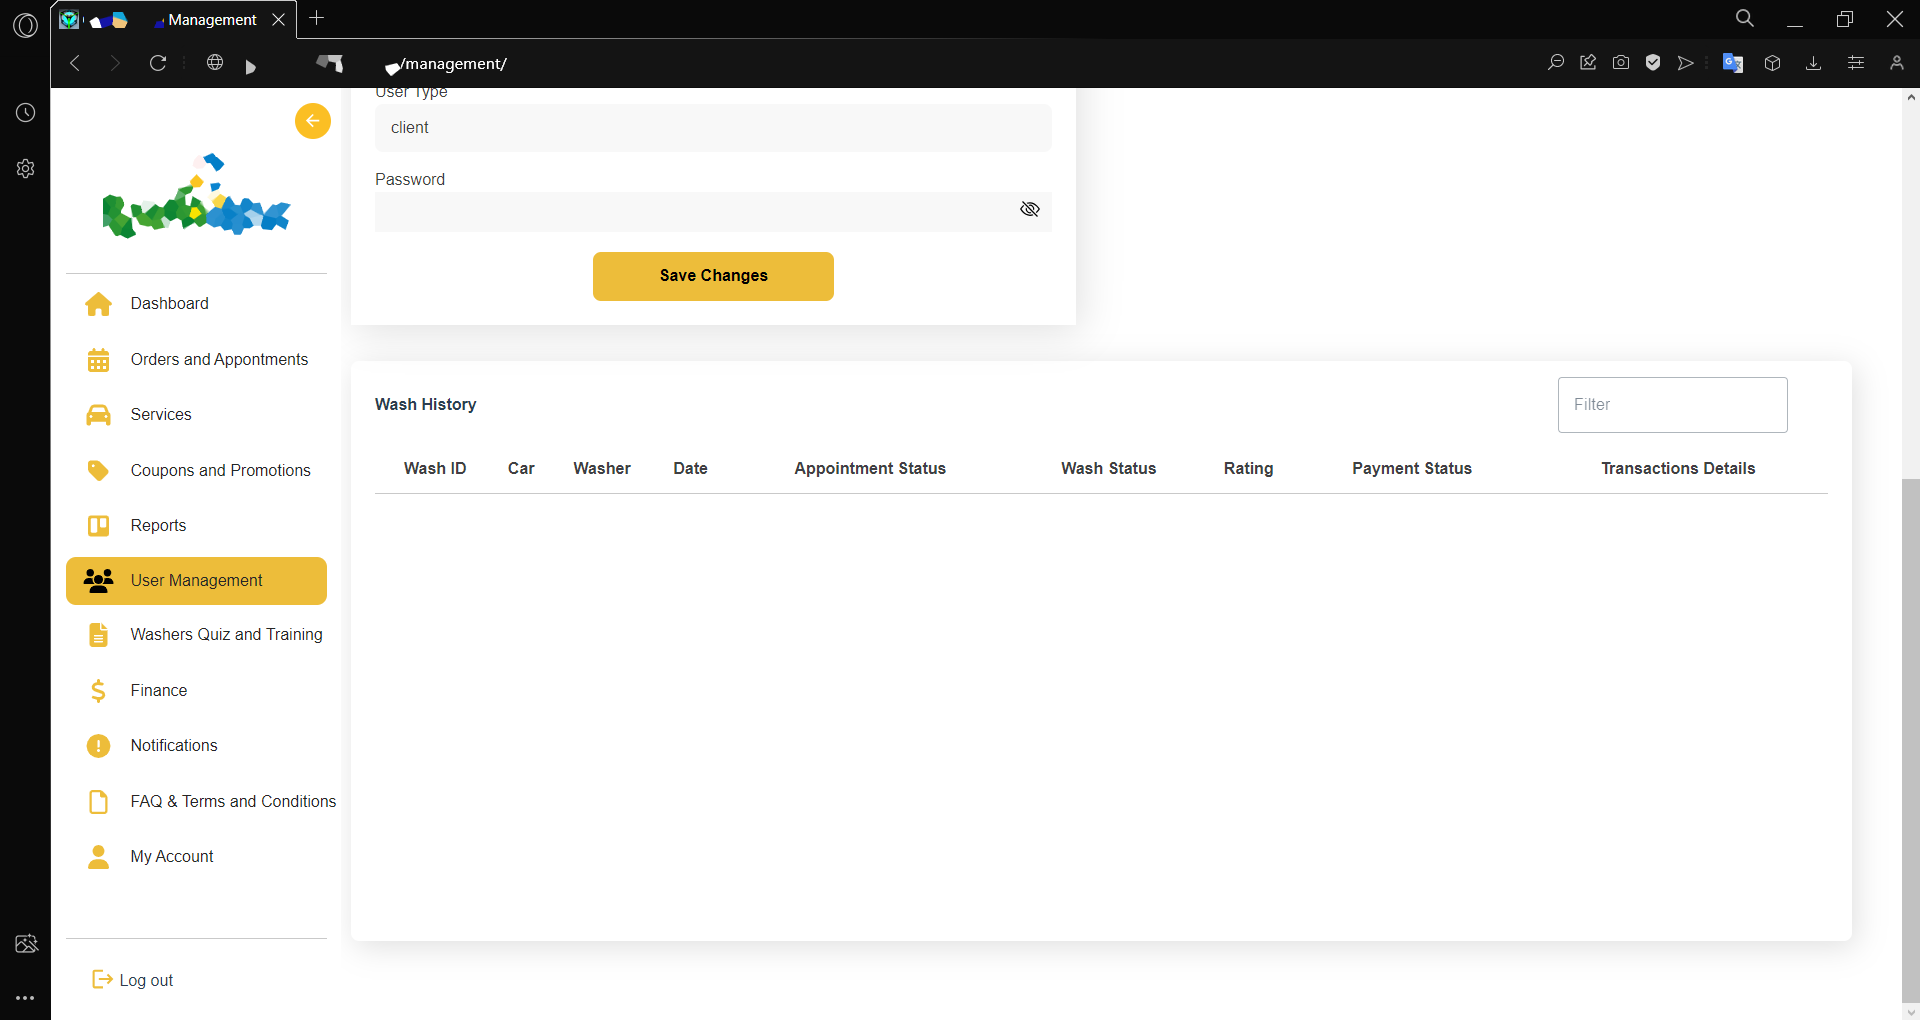 Management
/management/
User Type
client
Password
Save Changes
Dashboard
Orders and Appontments
Services
Coupons and Promotions
Reports
User Management
Washers Quiz and Training
Finance
Notifications
FAQ & Terms and Conditions
My Account
Log out
Wash History
Filter
Wash ID Car Washer Date Appointment Status Wash Status Rating Payment Status Transactions Details